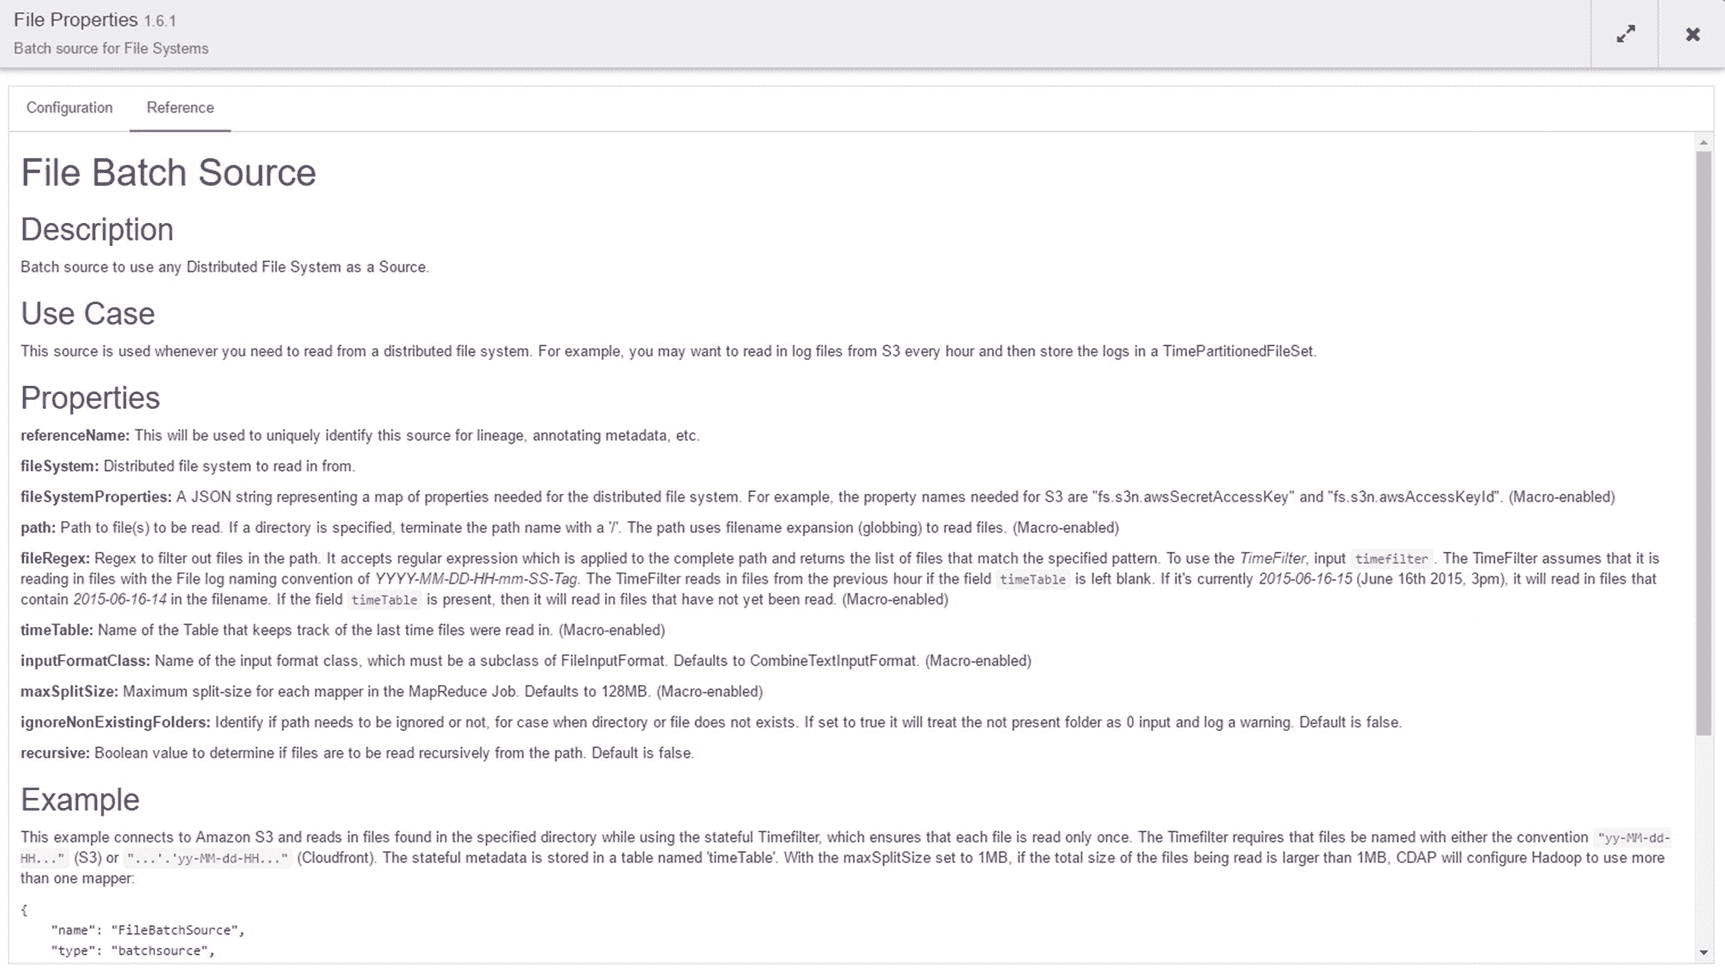 File Properties 1.6.1
Batch source for File Systems
Configuration Reference
File Batch Source
Description
Batch source to use any Distributed File System as a Source.
Use Case
This source is used whenever you need to read from a distributed file system. For example, you may want to read in log files from S3 every hour and then store the logs in a TimePartitionedFileSet.
Properties
referenceName: This will be used to uniquely identify this source for lineage, annotating metadata, etc.
fileSystem: Distributed file system to read in from.
fileSystemProperties: A JSON string representing a map of properties needed for the distributed file system. For example, the property names needed for S3 are "fs.s3n.awsSecretAccessKey" and "fs.s3n.awsAccessKeyId". (Macro-enabled)
path: Path to file(s) to be read. If a directory is specified, terminate the path name with a '/'. The path uses filename expansion (globbing) to read files. (Macro-enabled)
fileRegex: Regex to filter out files in the path. It accepts regular expression which is applied to the complete path and returns the list of files that match the specified pattern. To use the TimeFilter, input timefilter . The TimeFilter assumes that it is
reading in files with the File log naming convention of YYYY-MM-DD-HH-mm-SS-Tag. The TimeFilter reads in files from the previous hour if the field timeTable is left blank. If it's currently 2015-06-16-15 (June 16th 2015, 3pm), it will read in files that
contain 2015-06-16-14 in the filename. If the field timeTable is present, then it will read in files that have not yet been read. (Macro-enabled)
timeTable: Name of the Table that keeps track of the last time files were read in. (Macro-enabled)
inputFormatClass: Name of the input format class, which must be a subclass of FileInputFormat. Defaults to CombineTextInputFormat. (Macro-enabled)
maxSplitSize: Maximum split-size for each mapper in the MapReduce Job. Defaults to 128MB. (Macro-enabled)
ignoreNonExistingFolders: Identify if path needs to be ignored or not, for case when directory or file does not exists. If set to true it will treat the not present folder as 0 input and log a warning. Default is false.
recursive: Boolean value to determine if files are to be read recursively from the path. Default is false.
Example
This example connects to Amazon S3 and reads in files found in the specified directory while using the stateful Timefilter, which ensures that each file is read only once. The Timefilter requires that files be named with either the convention "yy-MM-dd-
HH..." (S3) or "...'.'yy-MM-dd-HH..." (Cloudfront). The stateful metadata is stored in a table named 'timeTable'. With the maxSplitSize set to 1MB, if the total size of the files being read is larger than 1MB, CDAP will configure Hadoop to use more
than one mapper:
{
"name": "FileBatchSource",
"type": "batchsource",